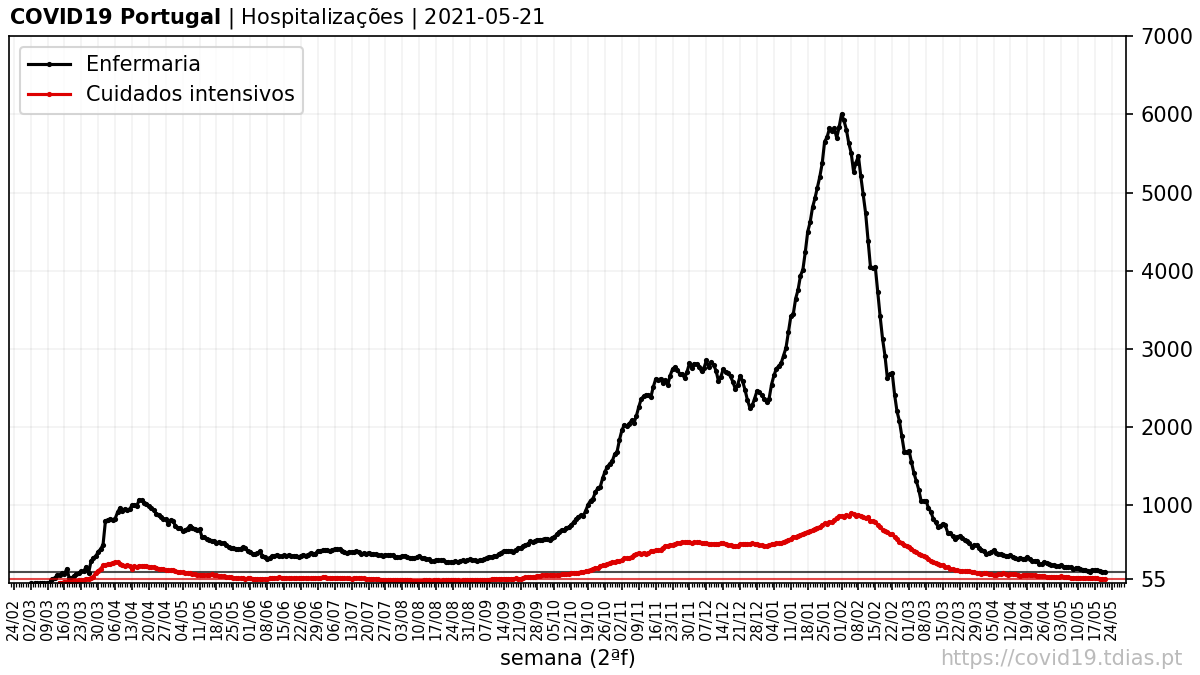 COVID19 Portugal | Hospitalizações | 2021-05-21
Enfermaria
Cuidados intensivos
7000
6000
5000
4000
3000
2000
1000
55
24/02 02/03 09/03 16/03 23/03 30/03 06/04 13/04 20/04 27/04 04/05 11/05 18/05 25/05 01/06 08/06 15/06 22/06 29/06 06/07 13/07 20/07 27/07 03/08 10/08 17/08 24/08 31/08 07/09 14/09 21/09 28/09 05/10 12/10 19/10 26/10 02/11 09/11 16/11 23/11 30/11 07/12 14/12 21/12 28/12 04/01 11/01 18/01 25/01 01/02 08/02 15/02 22/02 01/03 08/03 15/03 22/03 29/03 05/04 12/04 19/04 26/04 03/05 10/05 17/05 24/05
semana (2ªf)
https://covid19.tdias.pt